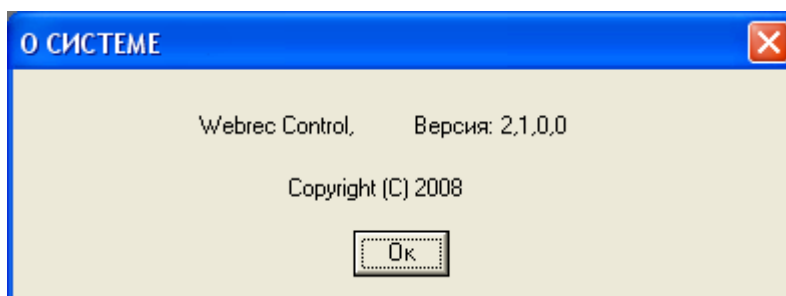 О СИСТЕМЕ
Webrec Control, Версия: 2,1,0,0
Copyright (C) 2008
Ок